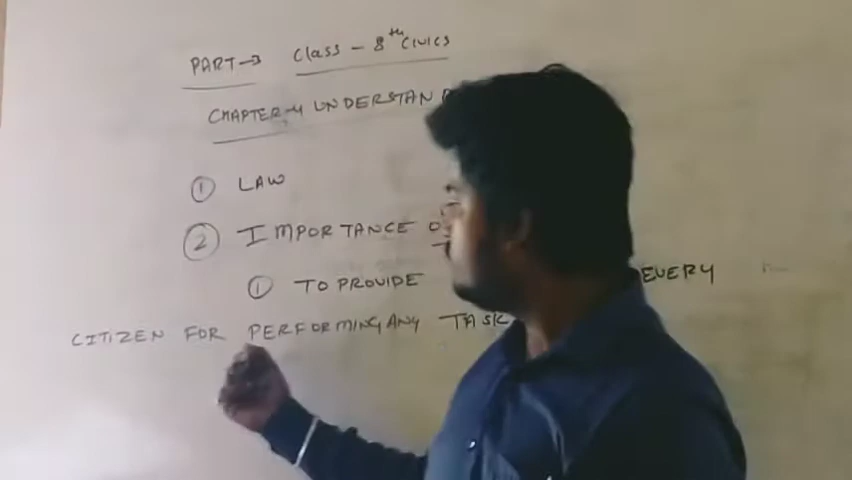 PART→ Class - 8th Civics
CHAPTER-4 UNDERSTAN
① LAW
② IMPORTANCE
① TO PROVIDE EVERY
CITIZEN FOR PERFORMING ANY TASK